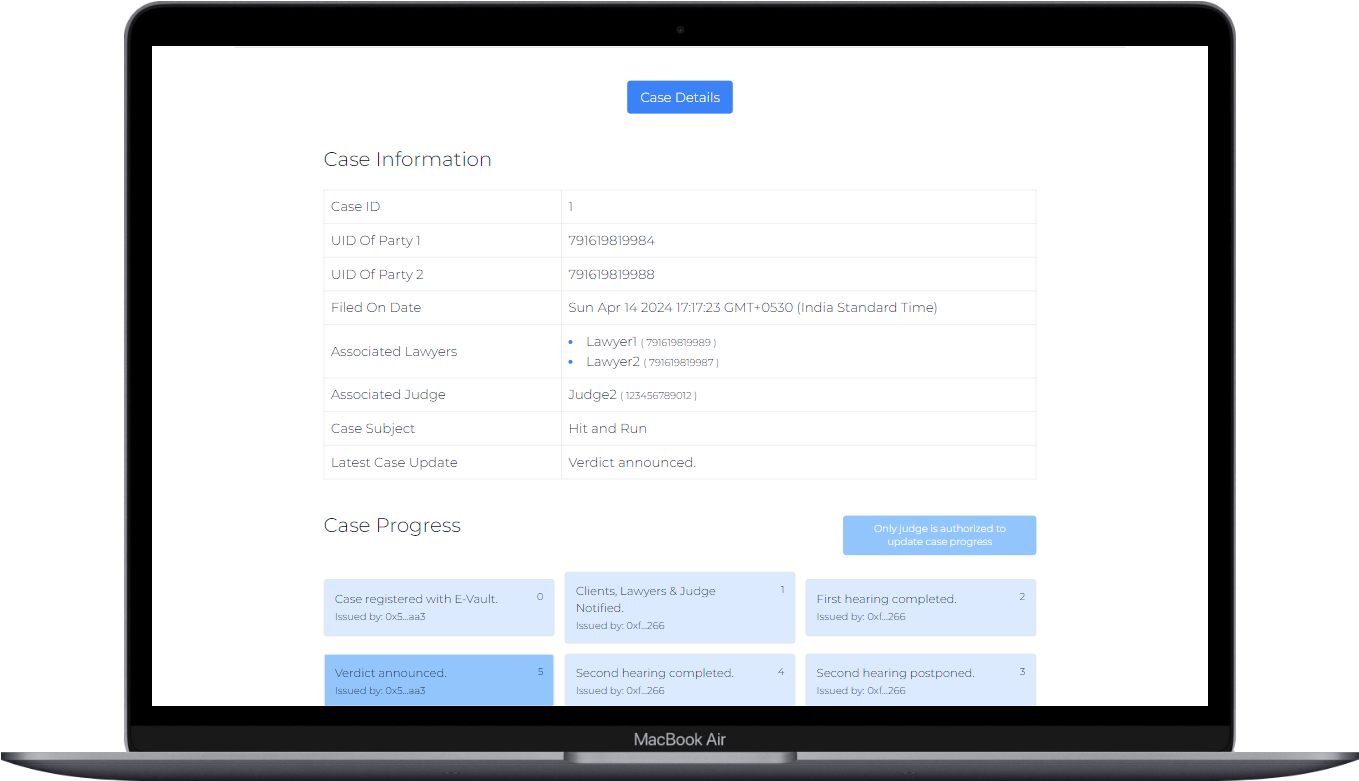 Case Details
Case Information
Case ID 1
UID Of Party 1 791619819984
UID Of Party 2 791619819988
Filed On Date Sun Apr 14 2024 17:17:23 GMT+0530 (India Standard Time)
Associated Lawyers
• Lawyer1 ( 791619819989 )
• Lawyer2 ( 791619819987 )
Associated Judge Judge2 ( 123456789012 )
Case Subject Hit and Run
Latest Case Update Verdict announced.
Case Progress
Only judge is authorized to
update case progress
Case registered with E-Vault. 0
Issued by: 0x5...aa3
Clients, Lawyers & Judge 1
Notified.
Issued by: 0xf...266
First hearing completed. 2
Issued by: 0xf...266
Verdict announced. 5
Issued by: 0x5...aa3
Second hearing completed. 4
Issued by: 0xf...266
Second hearing postponed. 3
Issued by: 0xf...266
MacBook Air